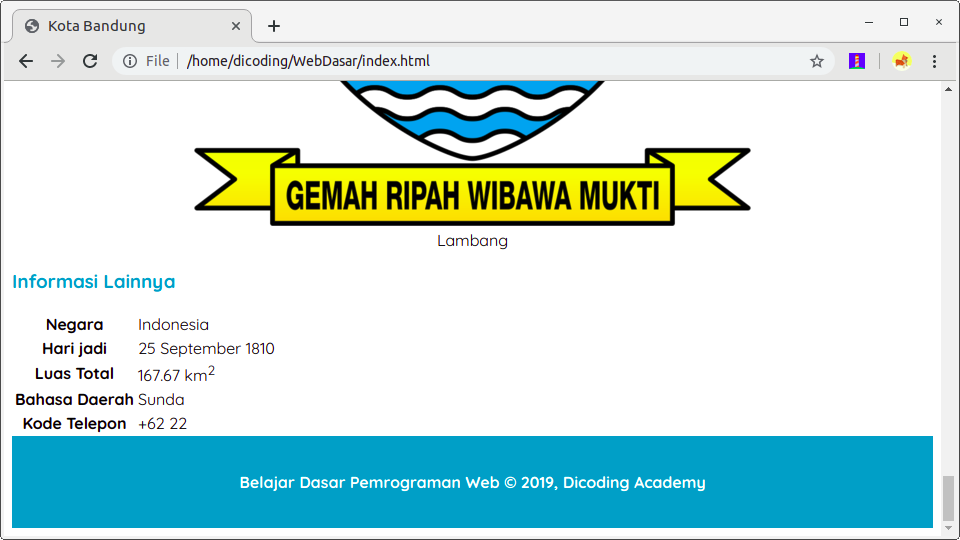 Kota Bandung
File
/home/dicoding/WebDasar/index.html
GEMAH RIPAH WIBAWA MUKTI
Lambang
Informasi Lainnya
Negara Indonesia
Hari jadi 25 September 1810
Luas Total 167.67 km²
Bahasa Daerah Sunda
Kode Telepon +62 22
Belajar Dasar Pemrograman Web © 2019, Dicoding Academy